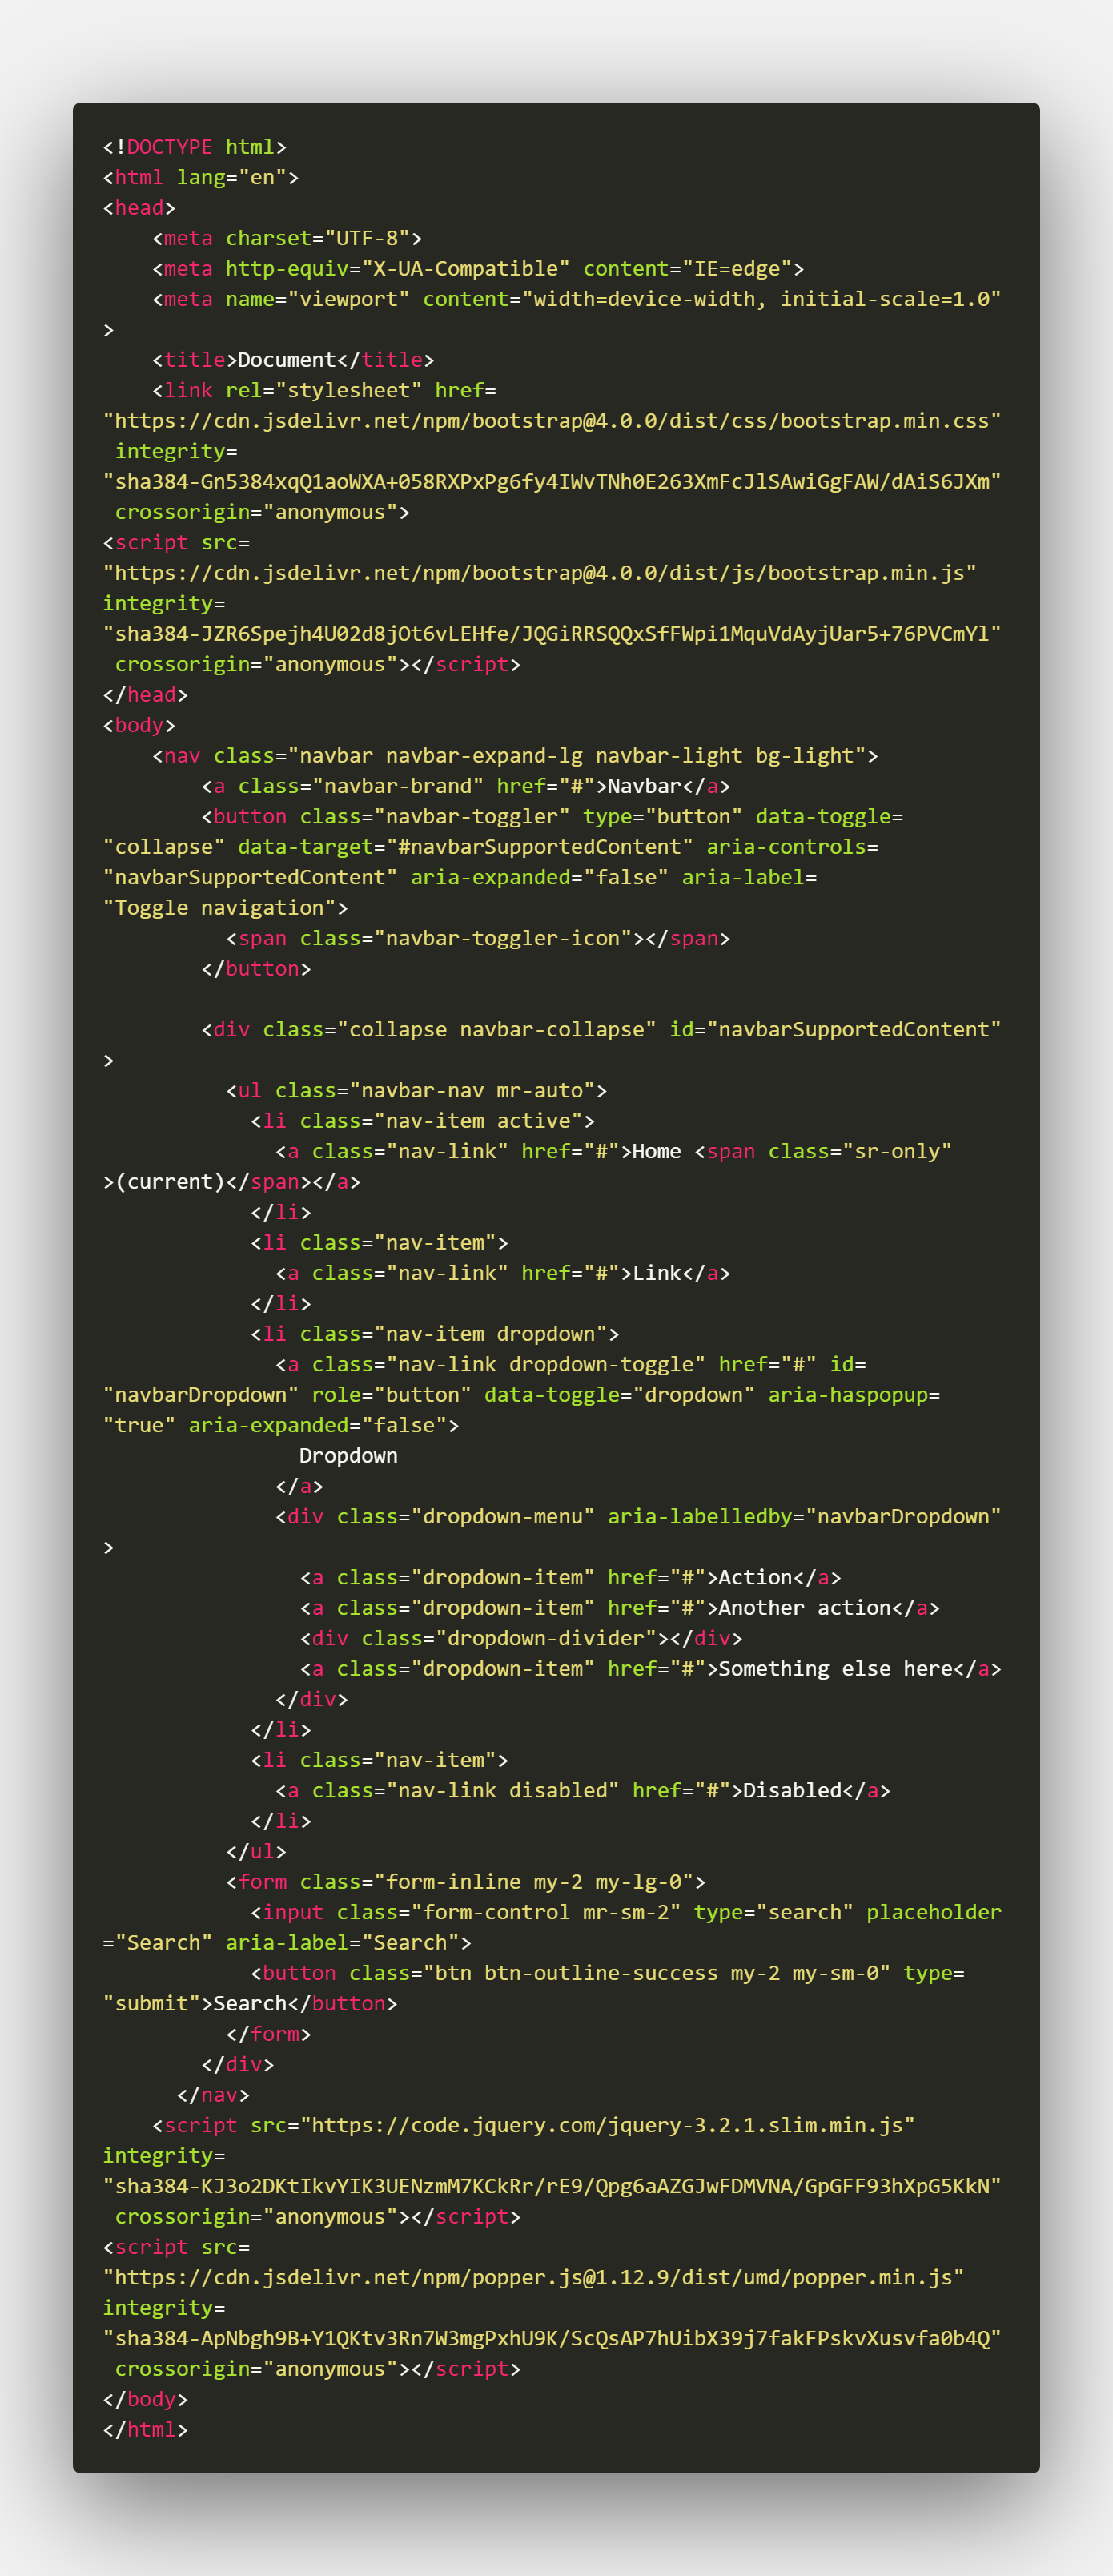 <!DOCTYPE html>
<html lang="en">
<head>
    <meta charset="UTF-8">
    <meta http-equiv="X-UA-Compatible" content="IE=edge">
    <meta name="viewport" content="width=device-width, initial-scale=1.0"
>
    <title>Document</title>
    <link rel="stylesheet" href=
"https://cdn.jsdelivr.net/npm/bootstrap@4.0.0/dist/css/bootstrap.min.css"
 integrity=
"sha384-Gn5384xqQ1aoWXA+058RXPxPg6fy4IWvTNh0E263XmFcJlSAwiGgFAW/dAiS6JXm"
 crossorigin="anonymous">
<script src=
"https://cdn.jsdelivr.net/npm/bootstrap@4.0.0/dist/js/bootstrap.min.js"
integrity=
"sha384-JZR6Spejh4U02d8jOt6vLEHfe/JQGiRRSQQxSfFWpi1MquVdAyjUar5+76PVCmYl"
 crossorigin="anonymous"></script>
</head>
<body>
    <nav class="navbar navbar-expand-lg navbar-light bg-light">
        <a class="navbar-brand" href="#">Navbar</a>
        <button class="navbar-toggler" type="button" data-toggle=
"collapse" data-target="#navbarSupportedContent" aria-controls=
"navbarSupportedContent" aria-expanded="false" aria-label=
"Toggle navigation">
          <span class="navbar-toggler-icon"></span>
        </button>

        <div class="collapse navbar-collapse" id="navbarSupportedContent"
>
          <ul class="navbar-nav mr-auto">
            <li class="nav-item active">
              <a class="nav-link" href="#">Home <span class="sr-only"
>(current)</span></a>
            </li>
            <li class="nav-item">
              <a class="nav-link" href="#">Link</a>
            </li>
            <li class="nav-item dropdown">
              <a class="nav-link dropdown-toggle" href="#" id=
"navbarDropdown" role="button" data-toggle="dropdown" aria-haspopup=
"true" aria-expanded="false">
                Dropdown
              </a>
              <div class="dropdown-menu" aria-labelledby="navbarDropdown"
>
                <a class="dropdown-item" href="#">Action</a>
                <a class="dropdown-item" href="#">Another action</a>
                <div class="dropdown-divider"></div>
                <a class="dropdown-item" href="#">Something else here</a>
              </div>
            </li>
            <li class="nav-item">
              <a class="nav-link disabled" href="#">Disabled</a>
            </li>
          </ul>
          <form class="form-inline my-2 my-lg-0">
            <input class="form-control mr-sm-2" type="search" placeholder
="Search" aria-label="Search">
            <button class="btn btn-outline-success my-2 my-sm-0" type=
"submit">Search</button>
          </form>
        </div>
      </nav>
    <script src="https://code.jquery.com/jquery-3.2.1.slim.min.js"
integrity=
"sha384-KJ3o2DKtIkvYIK3UENzmM7KCkRr/rE9/Qpg6aAZGJwFDMVNA/GpGFF93hXpG5KkN"
 crossorigin="anonymous"></script>
<script src=
"https://cdn.jsdelivr.net/npm/popper.js@1.12.9/dist/umd/popper.min.js"
integrity=
"sha384-ApNbgh9B+Y1QKtv3Rn7W3mgPxhU9K/ScQsAP7hUibX39j7fakFPskvXusvfa0b4Q"
 crossorigin="anonymous"></script>
</body>
</html>